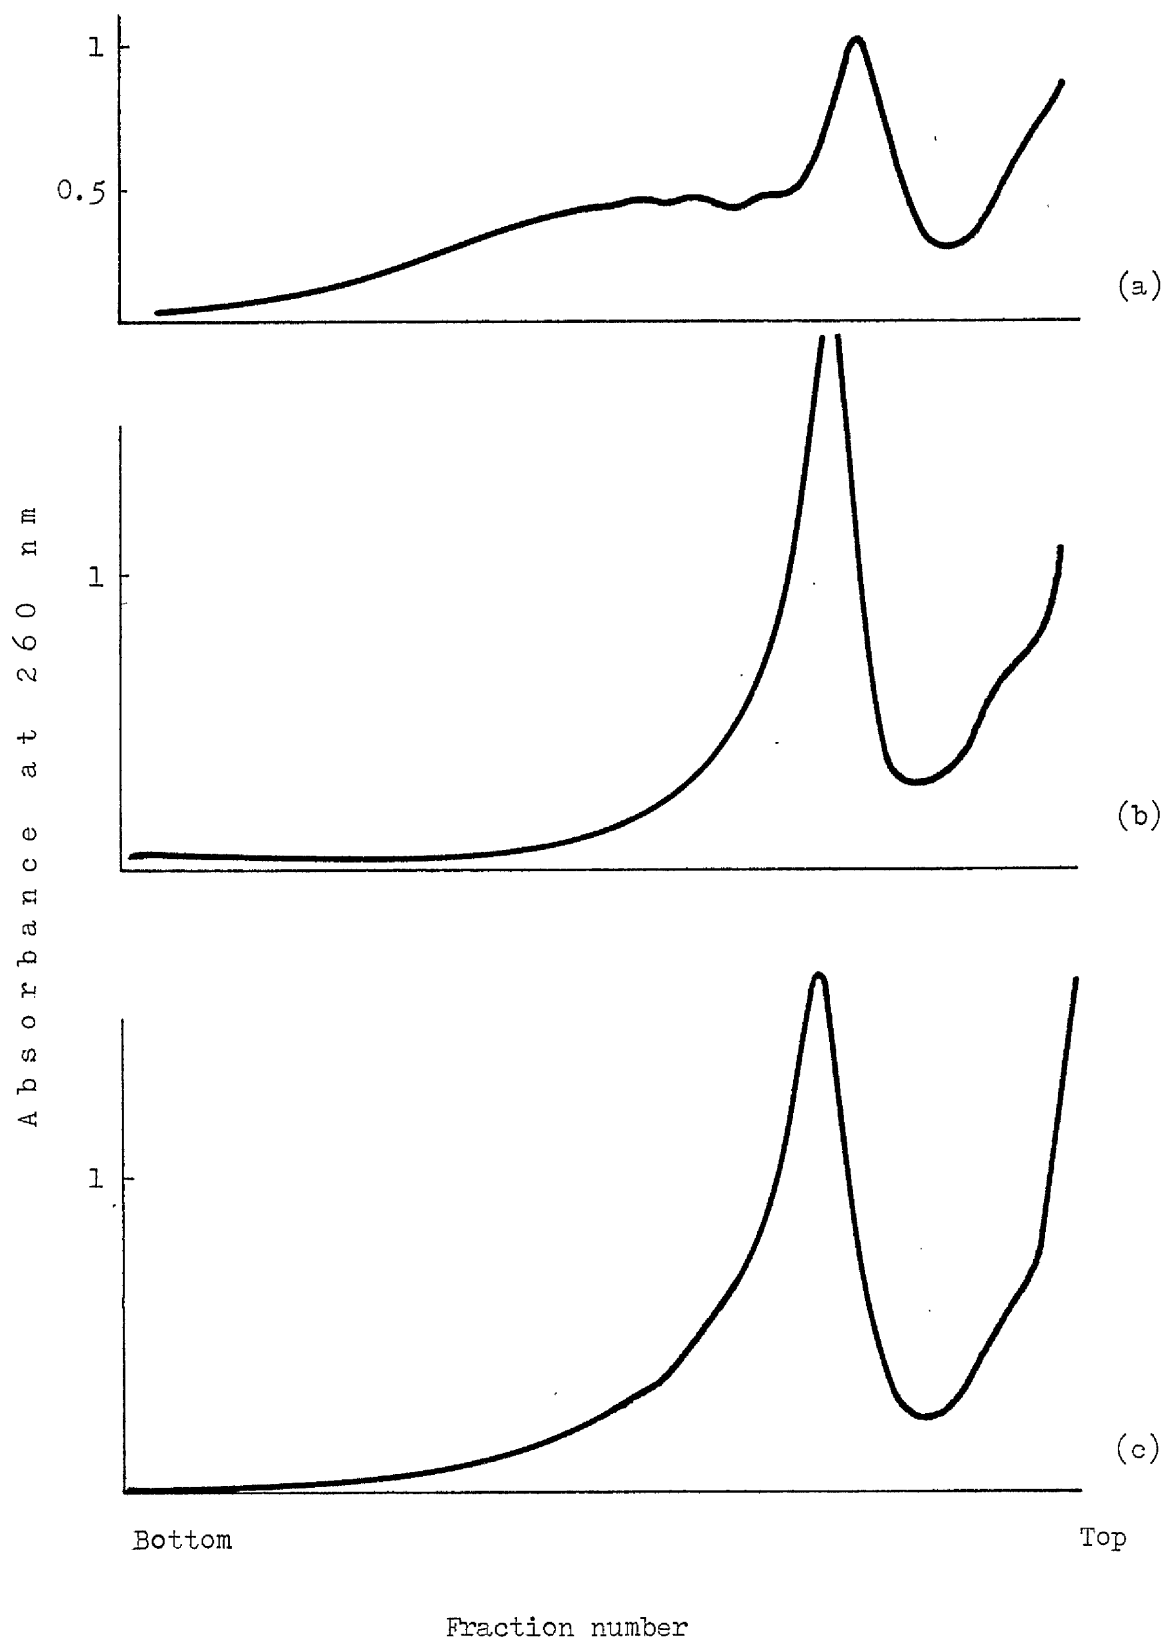 1
0.5
(a)
1
(b)
1
(c)
Absorbance at 260 nm
Bottom
Top
Fraction number